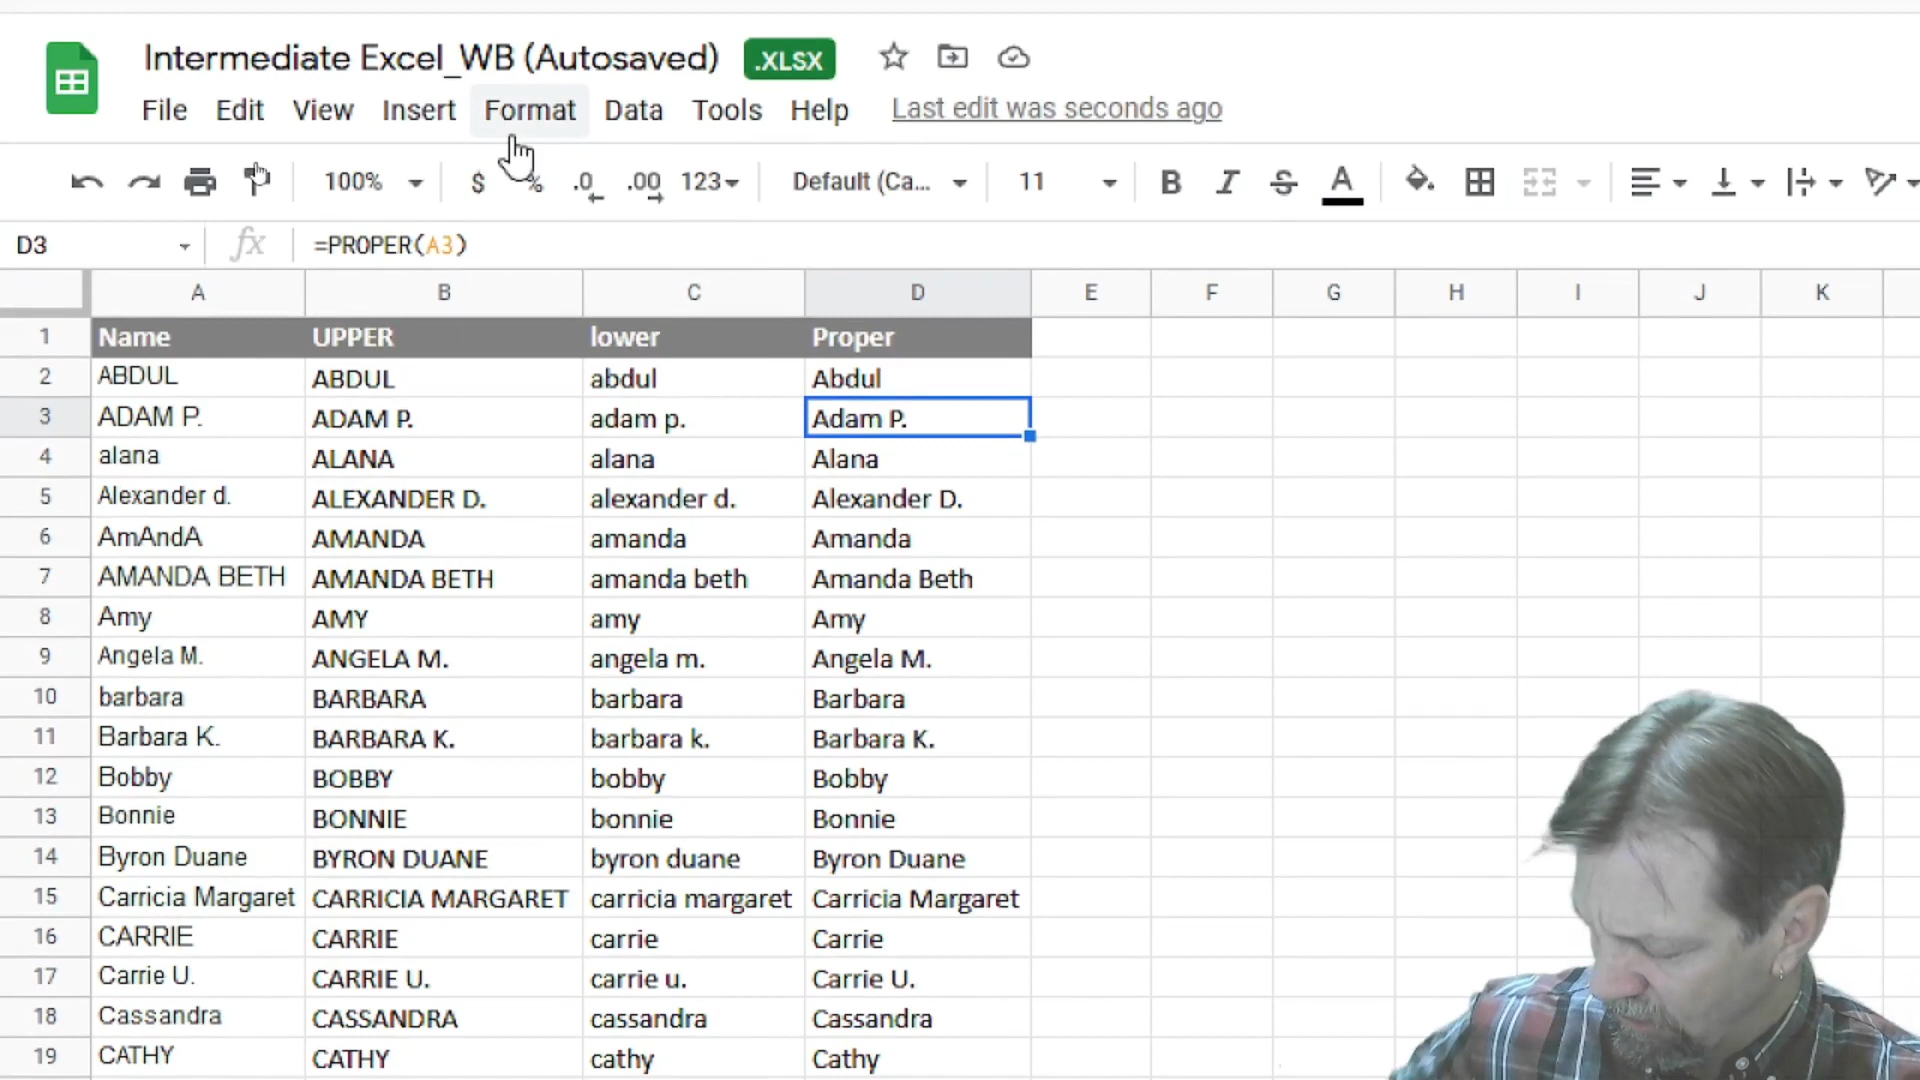 Intermediate Excel_WB (Autosaved) .XLSX
File Edit View Insert Format Data Tools Help Last edit was seconds ago
100% $ % .0 .00 123 Default (Ca... 11 B I S A
D3 fx =PROPER(A3)
A B C D E F G H I J K
1 Name UPPER lower Proper
2 ABDUL ABDUL abdul Abdul
3 ADAM P. ADAM P. adam p. Adam P.
4 alana ALANA alana Alana
5 Alexander d. ALEXANDER D. alexander d. Alexander D.
6 AmAndA AMANDA amanda Amanda
7 AMANDA BETH AMANDA BETH amanda beth Amanda Beth
8 Amy AMY amy Amy
9 Angela M. ANGELA M. angela m. Angela M.
10 barbara BARBARA barbara Barbara
11 Barbara K. BARBARA K. barbara k. Barbara K.
12 Bobby BOBBY bobby Bobby
13 Bonnie BONNIE bonnie Bonnie
14 Byron Duane BYRON DUANE byron duane Byron Duane
15 Carricia Margaret CARRICIA MARGARET carricia margaret Carricia Margaret
16 CARRIE CARRIE carrie Carrie
17 Carrie U. CARRIE U. carrie u. Carrie U.
18 Cassandra CASSANDRA cassandra Cassandra
19 CATHY CATHY cathy Cathy